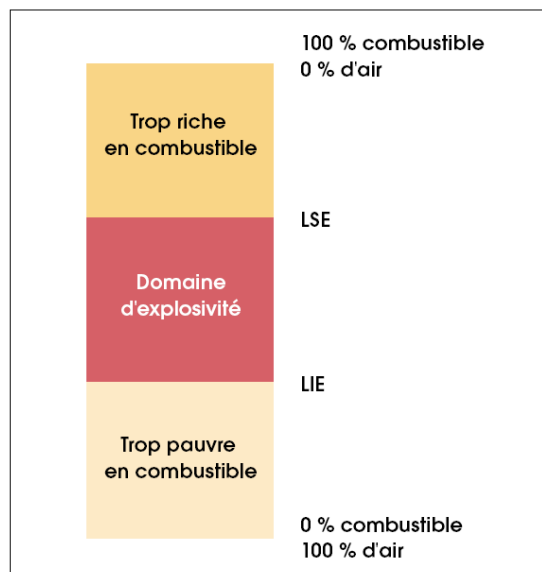 100 % combustible
0 % d'air
Trop riche
en combustible
LSE
Domaine
d'explosivité
LIE
Trop pauvre
en combustible
0 % combustible
100 % d'air